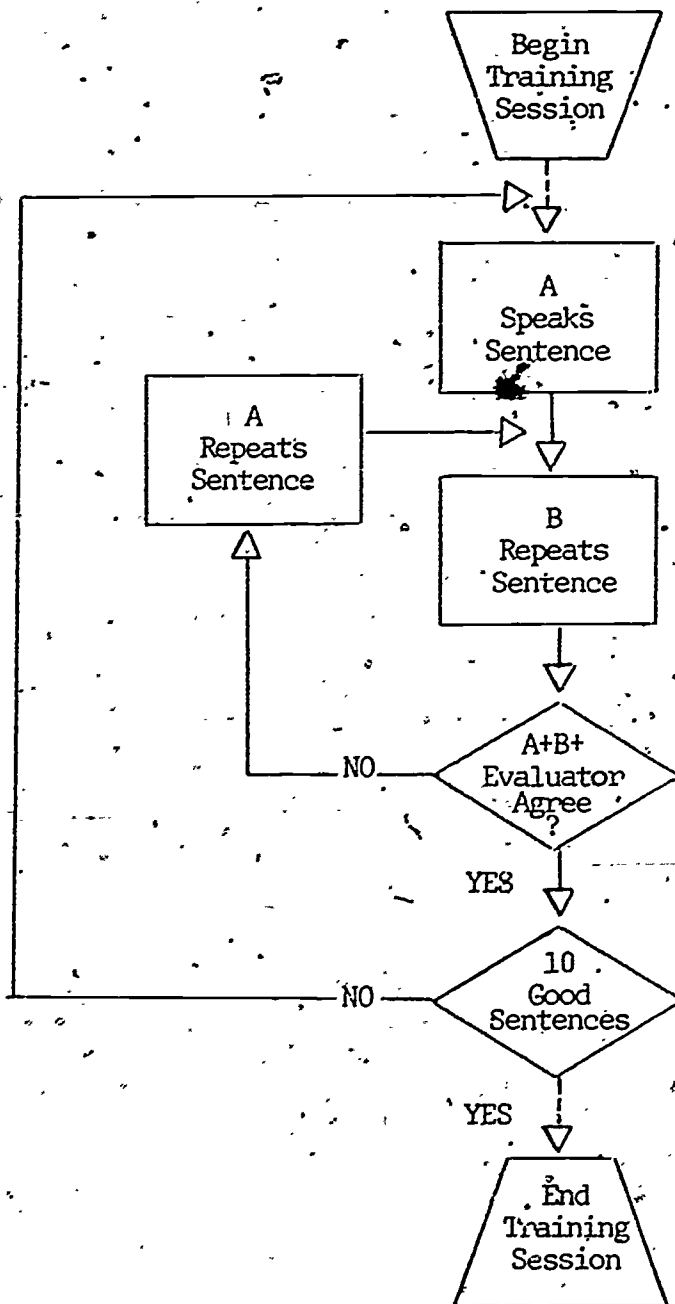 Begin
Training
Session
A
Speaks
Sentence
A
Repeats
Sentence
B
Repeats
Sentence
A+B+
Evaluator
Agree
?
NO
YES
10
Good
Sentences
NO
YES
End
Training
Session